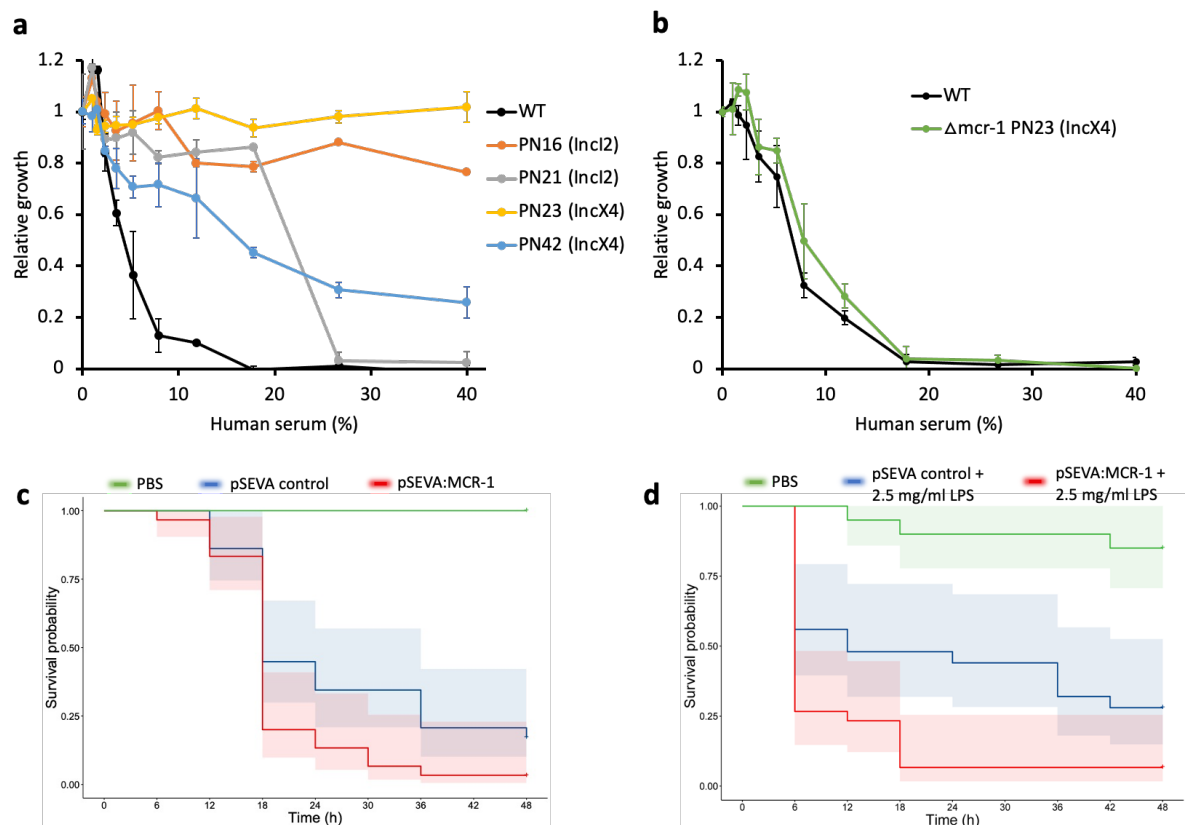 a
1.2
1
0.8
0.6
0.4
0.2
0
Relative growth
0
10
20
30
40
Human serum (%)
WT
PN16 (IncI2)
PN21 (IncI2)
PN23 (IncX4)
PN42 (IncX4)
b
1.2
1.0
0.8
0.6
0.4
0.2
0
Relative growth
0
10
20
30
40
Human serum (%)
WT
Δmcr-1 PN23 (IncX4)
c
PBS
pSEVA control
pSEVA:MCR-1
1.00
0.75
0.50
0.25
0.00
Survival probability
0
6
12
18
24
30
36
42
48
Time (h)
d
PBS
pSEVA control +
2.5 mg/ml LPS
pSEVA:MCR-1 +
2.5 mg/ml LPS
1.00
0.75
0.50
0.25
0.00
Survival probability
0
6
12
18
24
30
36
42
48
Time (h)